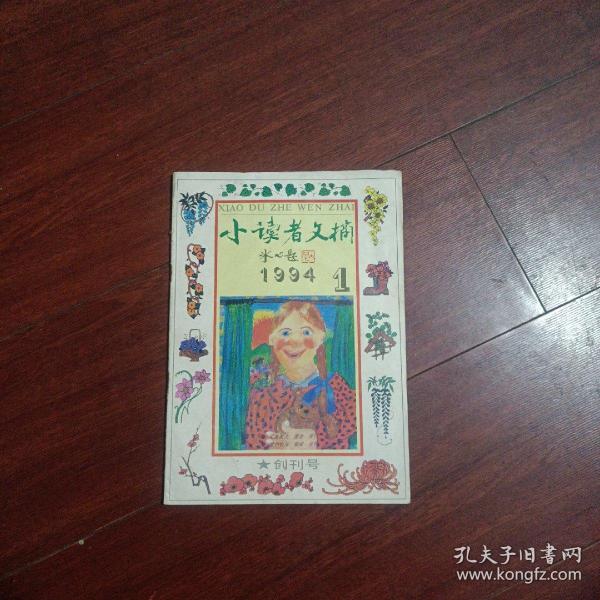 XIAO DU ZHE WEN ZHAI
小读者文摘
冰心题
1994 1
★创刊号
孔夫子旧书网
www.kongfz.com